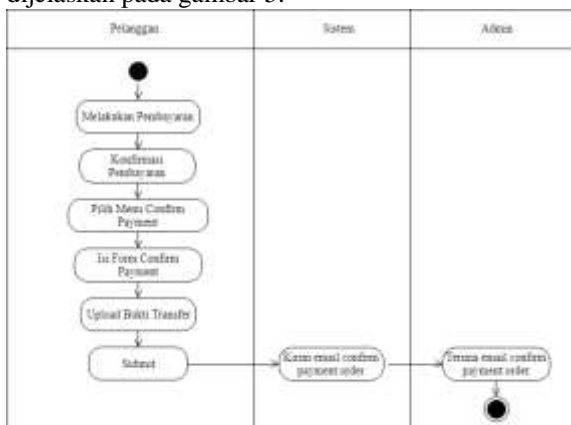 dijelaskan pada gambar 3.
Pelanggan
Sistem
Admin
Melakukan Pembayaran
Konfirmasi
Pembayaran
Pilih Menu Confirm
Payment
Isi Form Confirm
Payment
Upload Bukti Transfer
Submit
Kirim email confirm
payment order
Terima email confirm
payment order